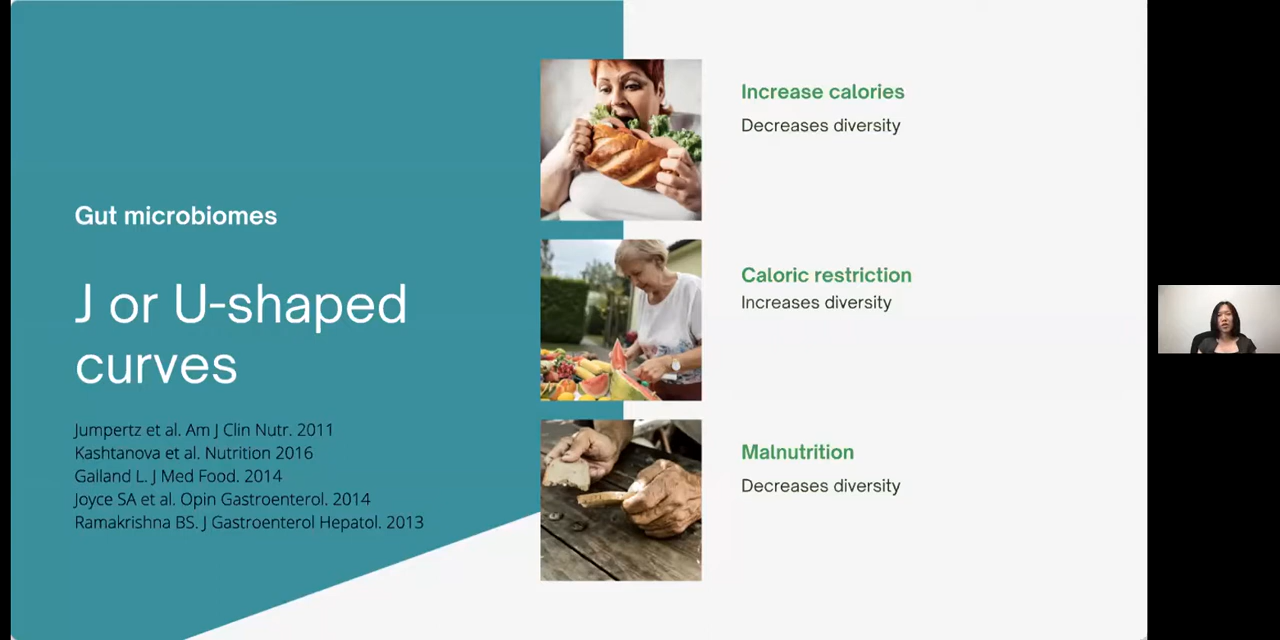 Gut microbiomes
J or U-shaped
curves
Jumpertz et al. Am J Clin Nutr. 2011
Kashtanova et al. Nutrition 2016
Galland L. J Med Food. 2014
Joyce SA et al. Opin Gastroenterol. 2014
Ramakrishna BS. J Gastroenterol Hepatol. 2013
Increase calories
Decreases diversity
Caloric restriction
Increases diversity
Malnutrition
Decreases diversity